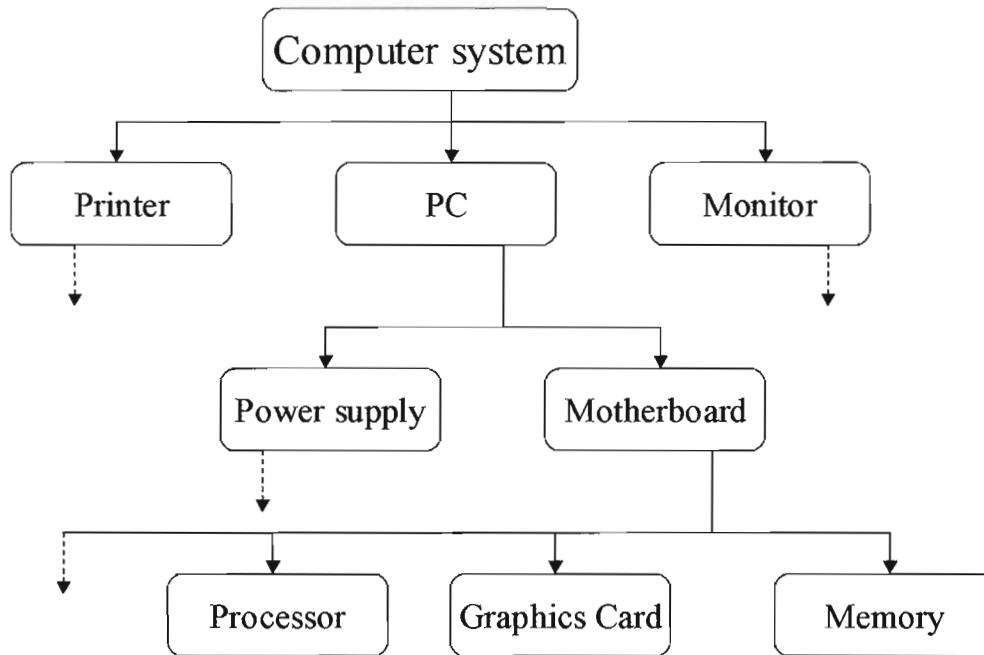 Computer system
Printer
PC
Monitor
Power supply
Motherboard
Processor
Graphics Card
Memory